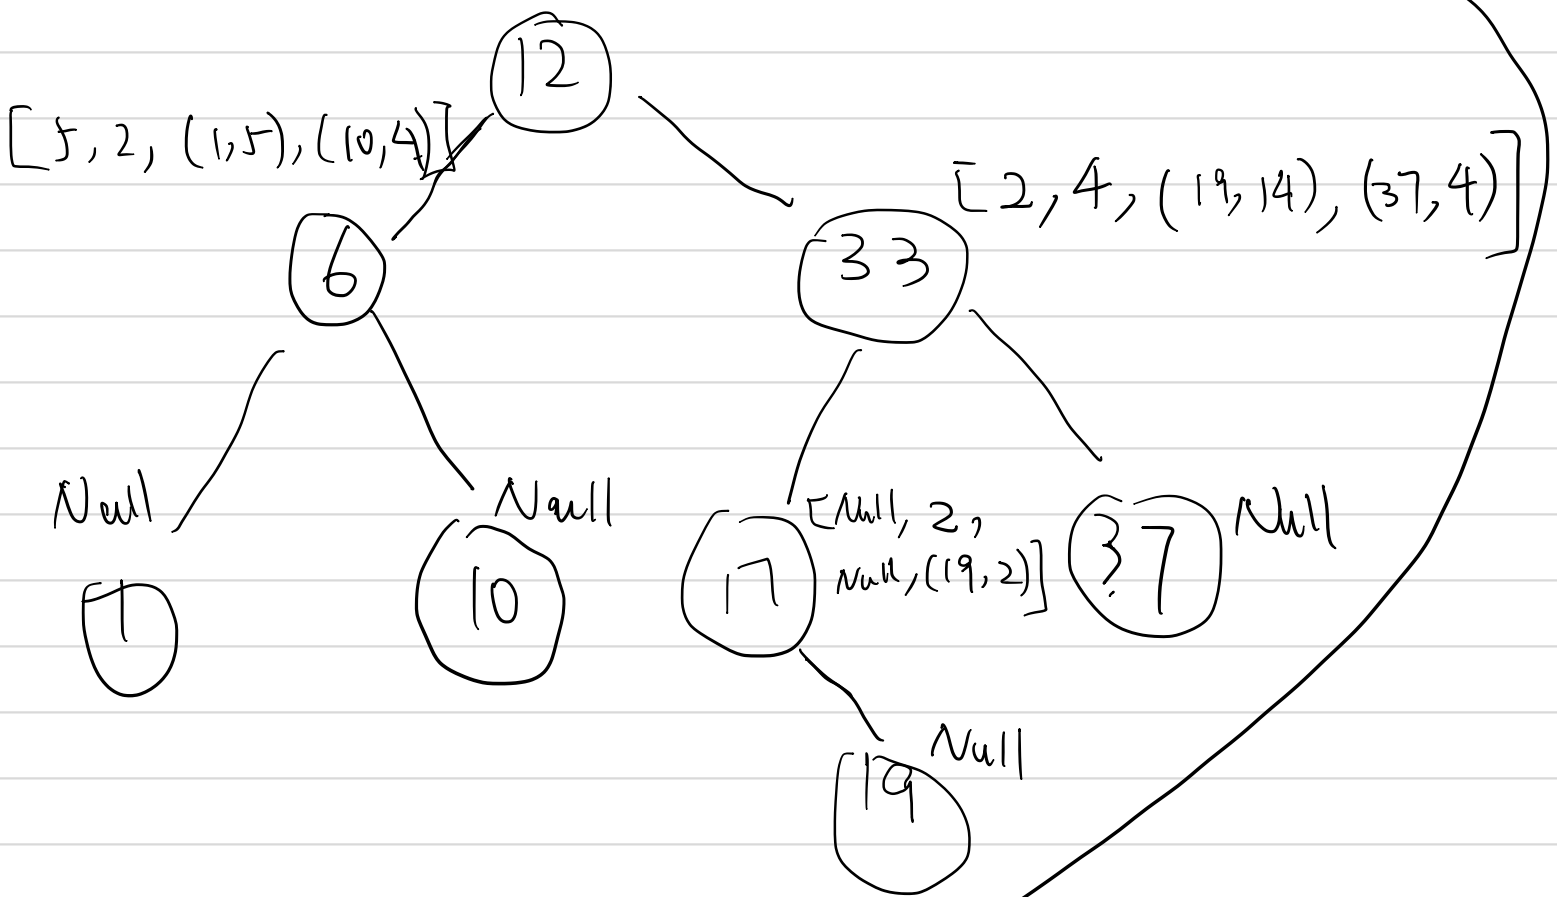 12
[5, 2, (1,5), (10,4)]
[2, 4, (19,14), (37,4)]
6
33
Null
Null
[Null, 2,
Null, (19,2)]
Null
1
10
17
37
Null
19